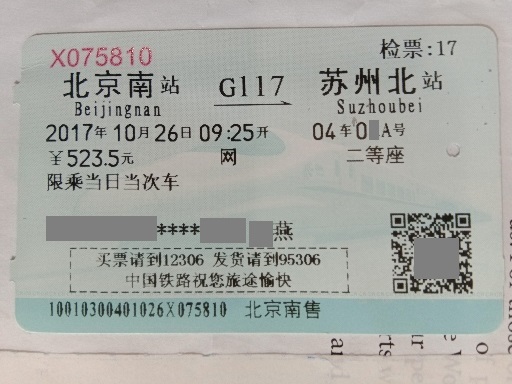 X075810 检票:17
北京南站 G117 苏州北站
Beijingnan Suzhoubei
2017年10月26日09:25开 04车0 A号
￥523.5元 网 二等座
限乘当日当次车
**** 燕
买票请到12306 发货请到95306
中国铁路祝您旅途愉快
10010300401026X075810 北京南售